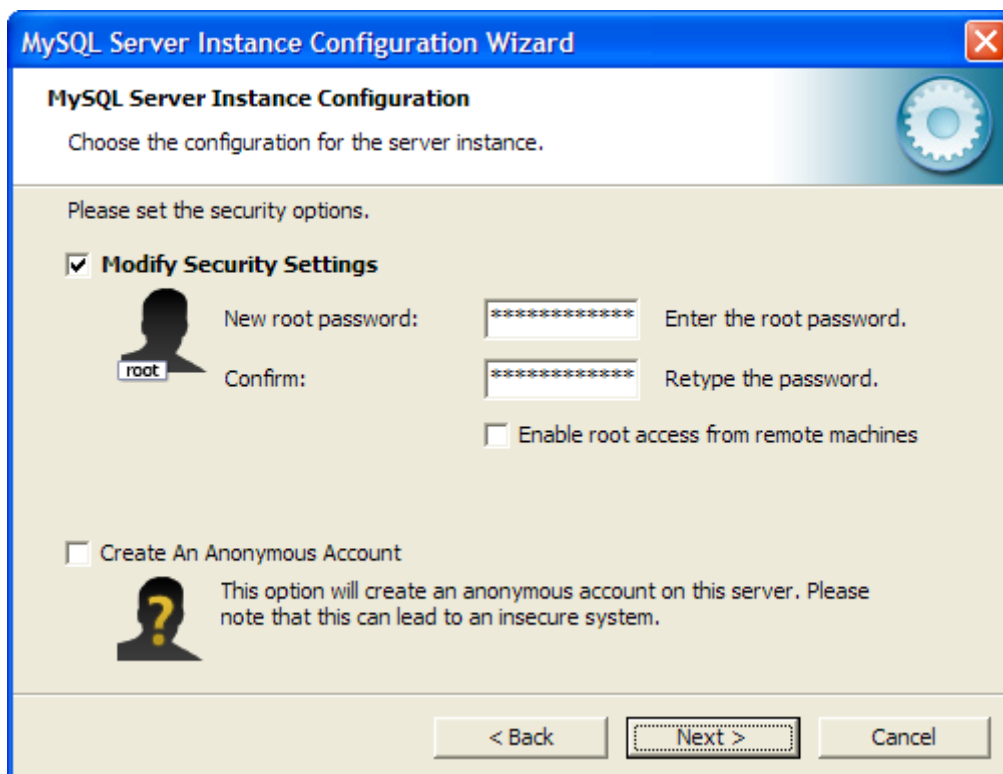 MySQL Server Instance Configuration Wizard
MySQL Server Instance Configuration
Choose the configuration for the server instance.
Please set the security options.
Modify Security Settings
root
New root password: ************ Enter the root password.
Confirm: ************ Retype the password.
Enable root access from remote machines
Create An Anonymous Account
?
This option will create an anonymous account on this server. Please
note that this can lead to an insecure system.
< Back Next > Cancel